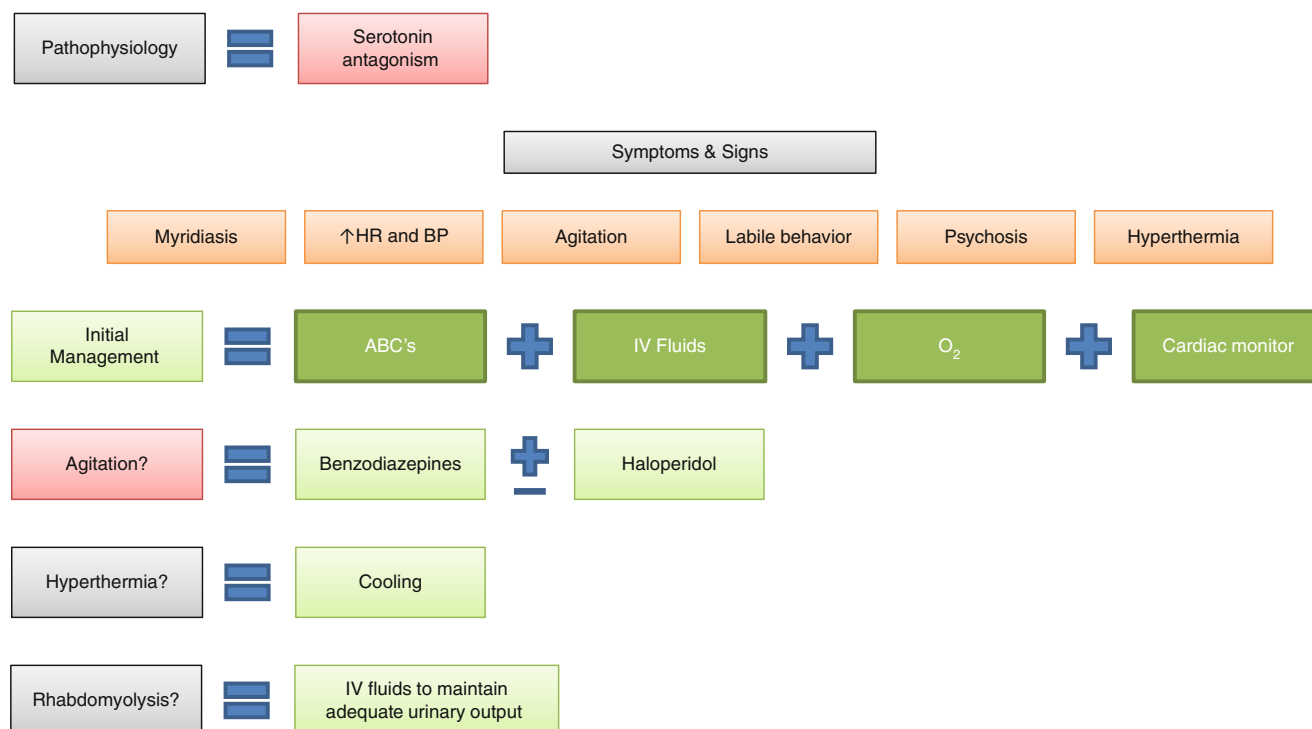 Pathophysiology
Serotonin
antagonism
Symptoms & Signs
Myridiasis
↑HR and BP
Agitation
Labile behavior
Psychosis
Hyperthermia
Initial
Management
ABC's
IV Fluids
O₂
Cardiac monitor
Agitation?
Benzodiazepines
Haloperidol
Hyperthermia?
Cooling
Rhabdomyolysis?
IV fluids to maintain
adequate urinary output